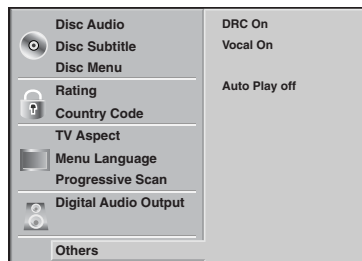 Disc Audio
Disc Subtitle
Disc Menu
Rating
Country Code
TV Aspect
Menu Language
Progressive Scan
Digital Audio Output
Others
DRC On
Vocal On
Auto Play off